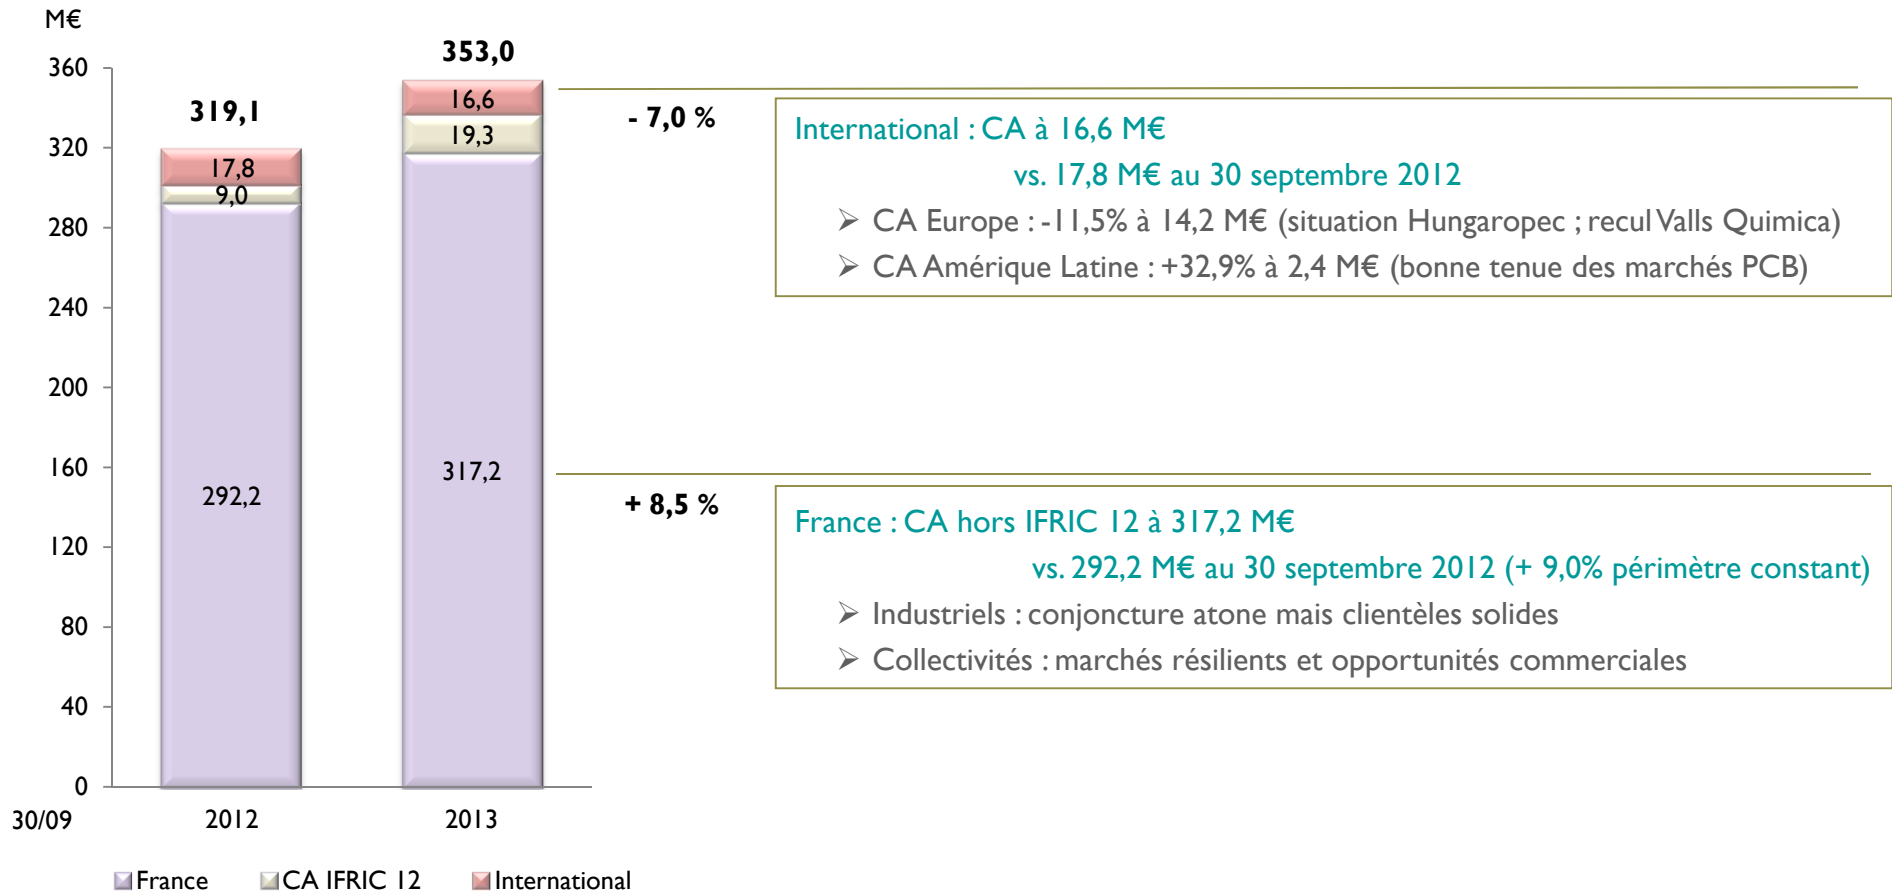 M€
360
320
280
240
200
160
120
80
40
0
319,1
17,8
9,0
292,2
353,0
16,6
19,3
317,2
30/09
2012
2013
France
CA IFRIC 12
International
- 7,0 %
International : CA à 16,6 M€
vs. 17,8 M€ au 30 septembre 2012
➢ CA Europe : -11,5% à 14,2 M€ (situation Hungaropec ; recul Valls Quimica)
➢ CA Amérique Latine : +32,9% à 2,4 M€ (bonne tenue des marchés PCB)
+ 8,5 %
France : CA hors IFRIC 12 à 317,2 M€
vs. 292,2 M€ au 30 septembre 2012 (+ 9,0% périmètre constant)
➢ Industriels : conjoncture atone mais clientèles solides
➢ Collectivités : marchés résilients et opportunités commerciales